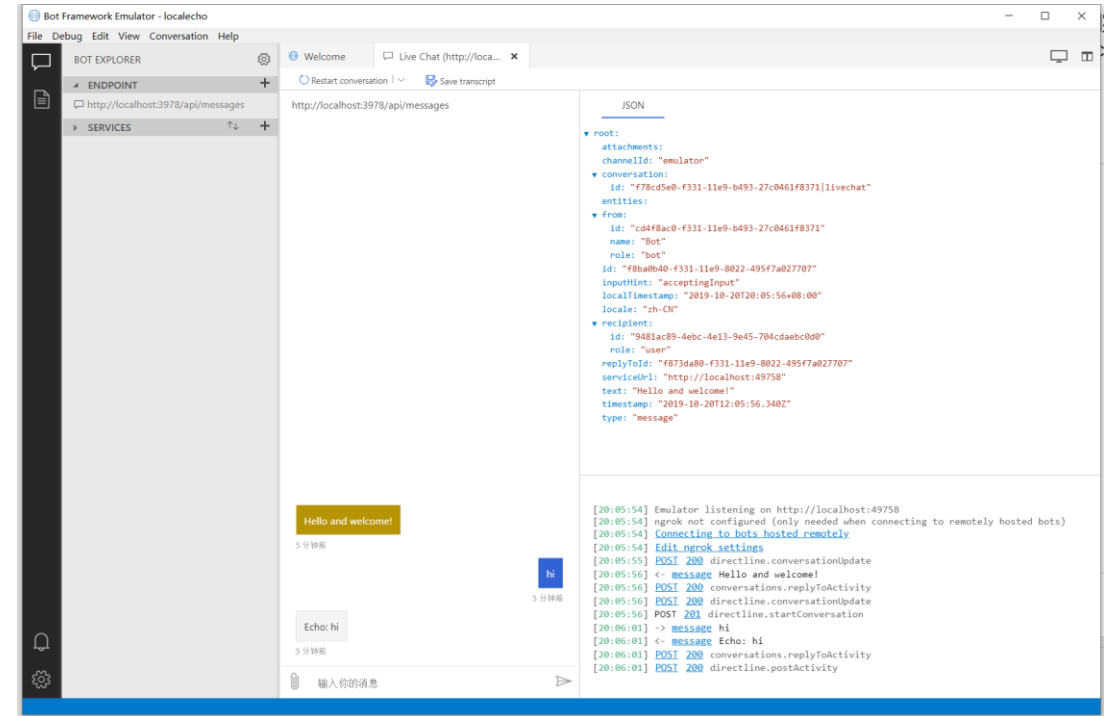 Bot Framework Emulator - localecho
File Debug Edit View Conversation Help
BOT EXPLORER
ENDPOINT
http://localhost:3978/api/messages
SERVICES
Welcome
Live Chat (http://loca...
Restart conversation
Save transcript
http://localhost:3978/api/messages
Hello and welcome!
5 分钟前
hi
5 分钟前
Echo: hi
5 分钟前
输入你的消息
JSON
root:
attachments:
channelId: "emulator"
conversation:
id: "f78cd5e0-f331-11e9-b493-27c0461f8371|livechat"
entities:
from:
id: "cd4f8ac0-f331-11e9-b493-27c0461f8371"
name: "Bot"
role: "bot"
id: "f8ba0b40-f331-11e9-8022-495f7a027707"
inputHint: "acceptingInput"
localTimestamp: "2019-10-20T20:05:56+08:00"
locale: "zh-CN"
recipient:
id: "9481ac89-4ebc-4e13-9e45-704cdaebc0d0"
role: "user"
replyToId: "f873da80-f331-11e9-8022-495f7a027707"
serviceUrl: "http://localhost:49758"
text: "Hello and welcome!"
timestamp: "2019-10-20T12:05:56.340Z"
type: "message"
[20:05:54] Emulator listening on http://localhost:49758
[20:05:54] ngrok not configured (only needed when connecting to remotely hosted bots)
[20:05:54] Connecting to bots hosted remotely
[20:05:54] Edit ngrok settings
[20:05:55] POST 200 directline.conversationUpdate
[20:05:56] <- message Hello and welcome!
[20:05:56] POST 200 conversations.replyToActivity
[20:05:56] POST 200 directline.conversationUpdate
[20:05:56] POST 201 directline.startConversation
[20:06:01] -> message hi
[20:06:01] <- message Echo: hi
[20:06:01] POST 200 conversations.replyToActivity
[20:06:01] POST 200 directline.postActivity